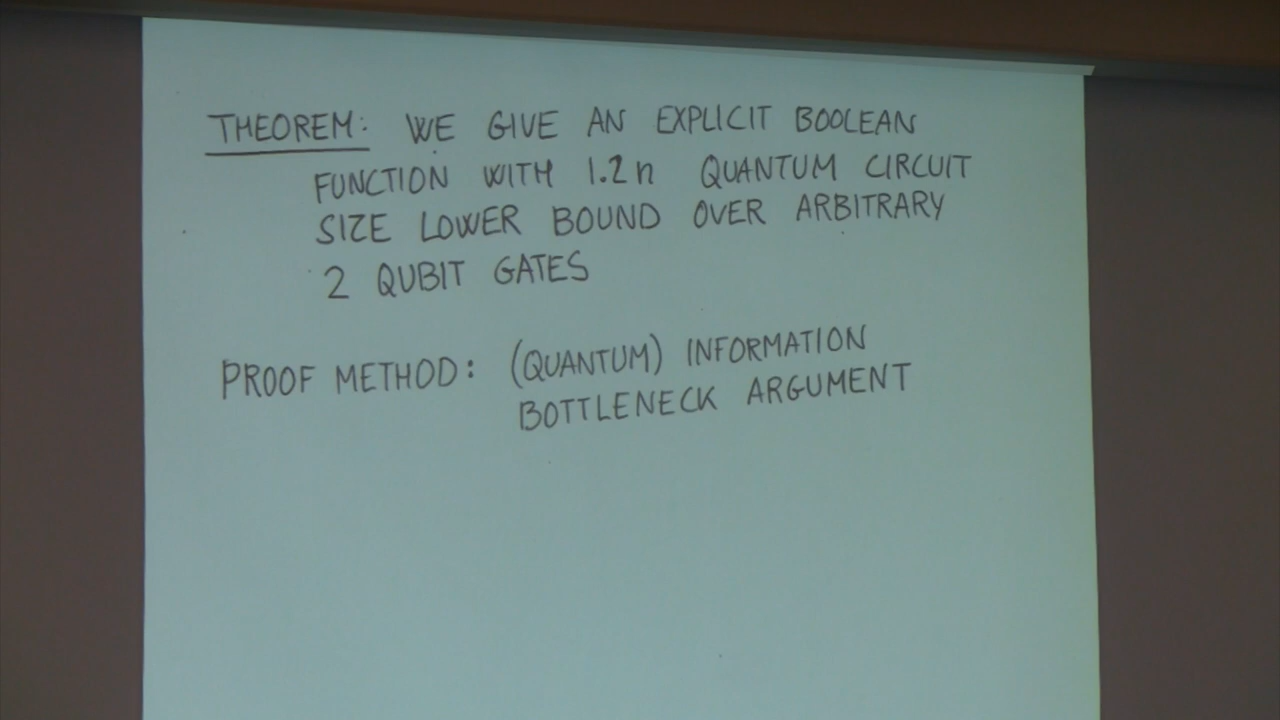 THEOREM: WE GIVE AN EXPLICIT BOOLEAN
FUNCTION WITH 1.2n QUANTUM CIRCUIT
SIZE LOWER BOUND OVER ARBITRARY
2 QUBIT GATES
PROOF METHOD: (QUANTUM) INFORMATION
BOTTLENECK ARGUMENT